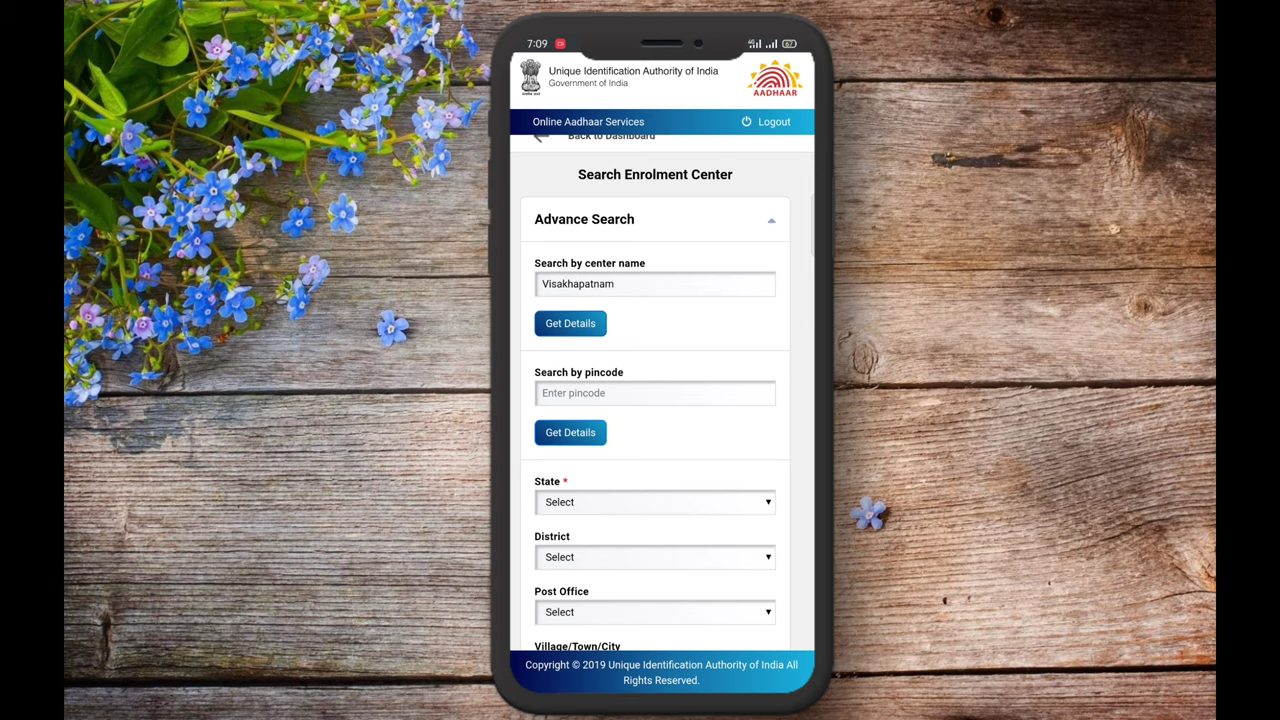 7:09
67
Unique Identification Authority of India
Government of India
AADHAAR
Online Aadhaar Services
Logout
Back to Dashboard
Search Enrolment Center
Advance Search
Search by center name
Visakhapatnam
Get Details
Search by pincode
Enter pincode
Get Details
State *
Select
District
Select
Post Office
Select
Village/Town/City
Copyright © 2019 Unique Identification Authority of India All
Rights Reserved.